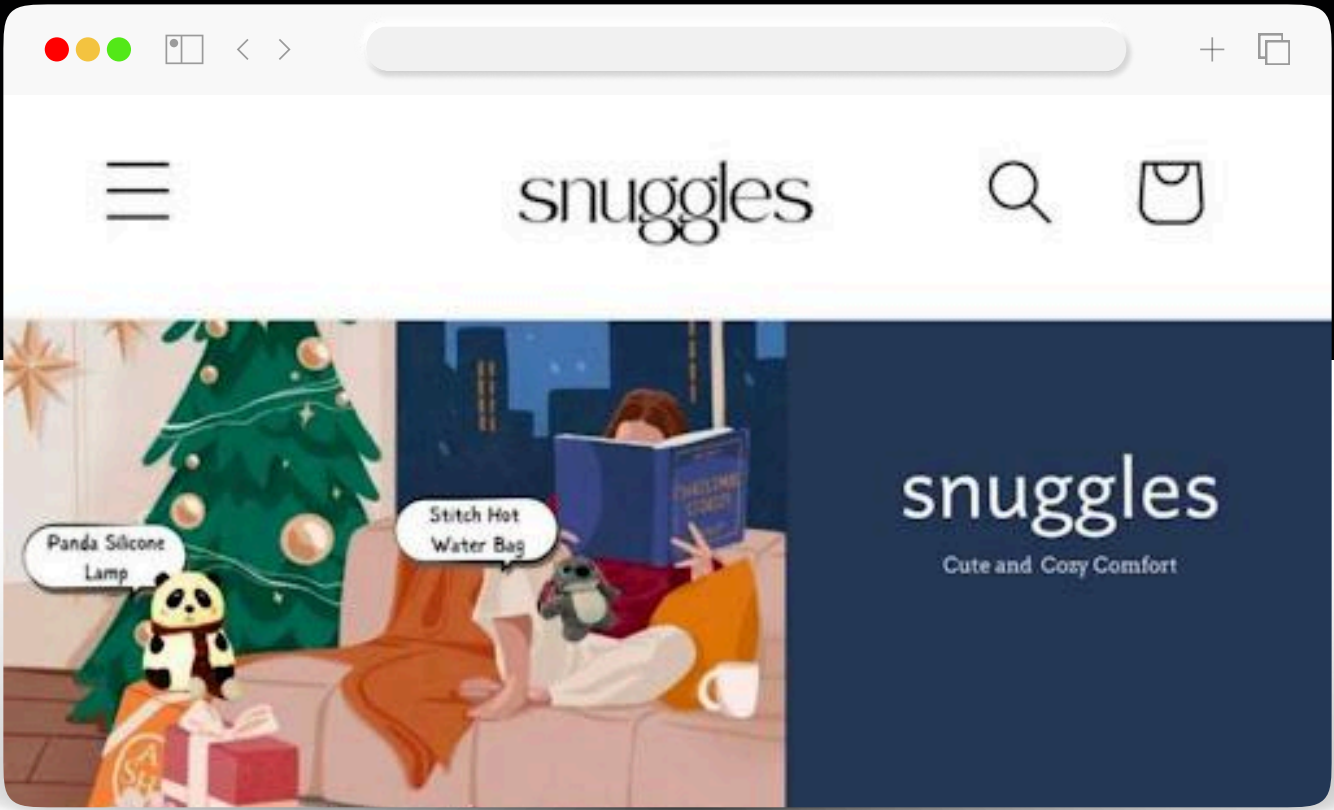 snuggles
Panda Silicone
Lamp
Stitch Hot
Water Bag
snuggles
Cute and Cozy Comfort